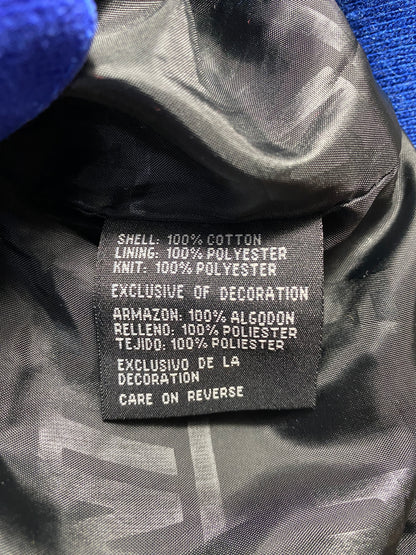 SHELL: 100% COTTON
LINING: 100% POLYESTER
KNIT: 100% POLYESTER
EXCLUSIVE OF DECORATION
ARMAZON: 100% ALGODON
RELLENO: 100% POLIESTER
TEJIDO: 100% POLIESTER
EXCLUSIVO DE LA
DECORATION
CARE ON REVERSE